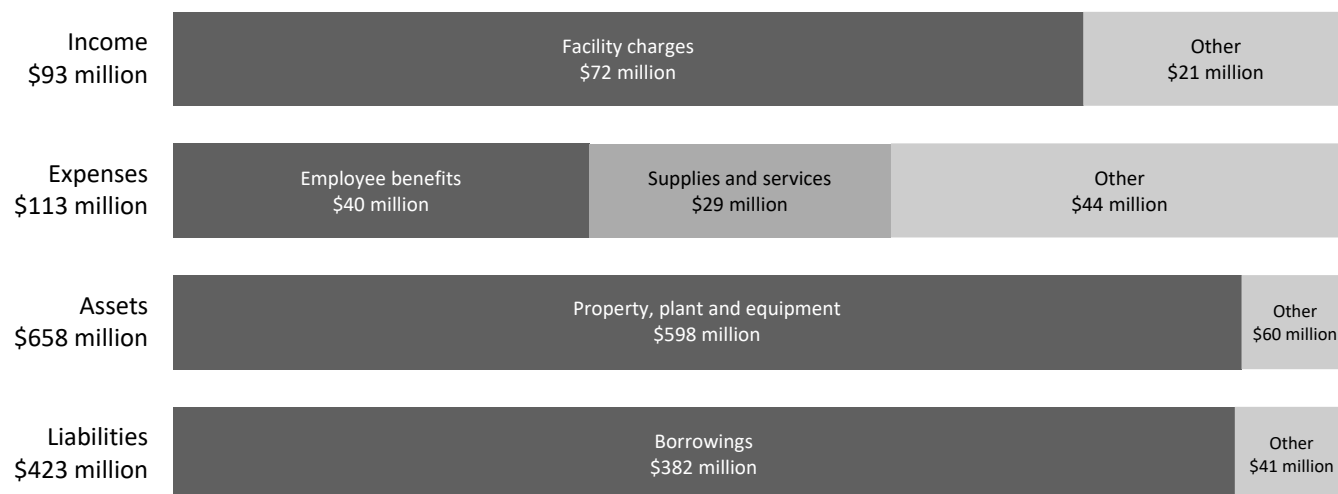 Income
$93 million
Facility charges
$72 million
Other
$21 million
Expenses
$113 million
Employee benefits
$40 million
Supplies and services
$29 million
Other
$44 million
Assets
$658 million
Property, plant and equipment
$598 million
Other
$60 million
Liabilities
$423 million
Borrowings
$382 million
Other
$41 million